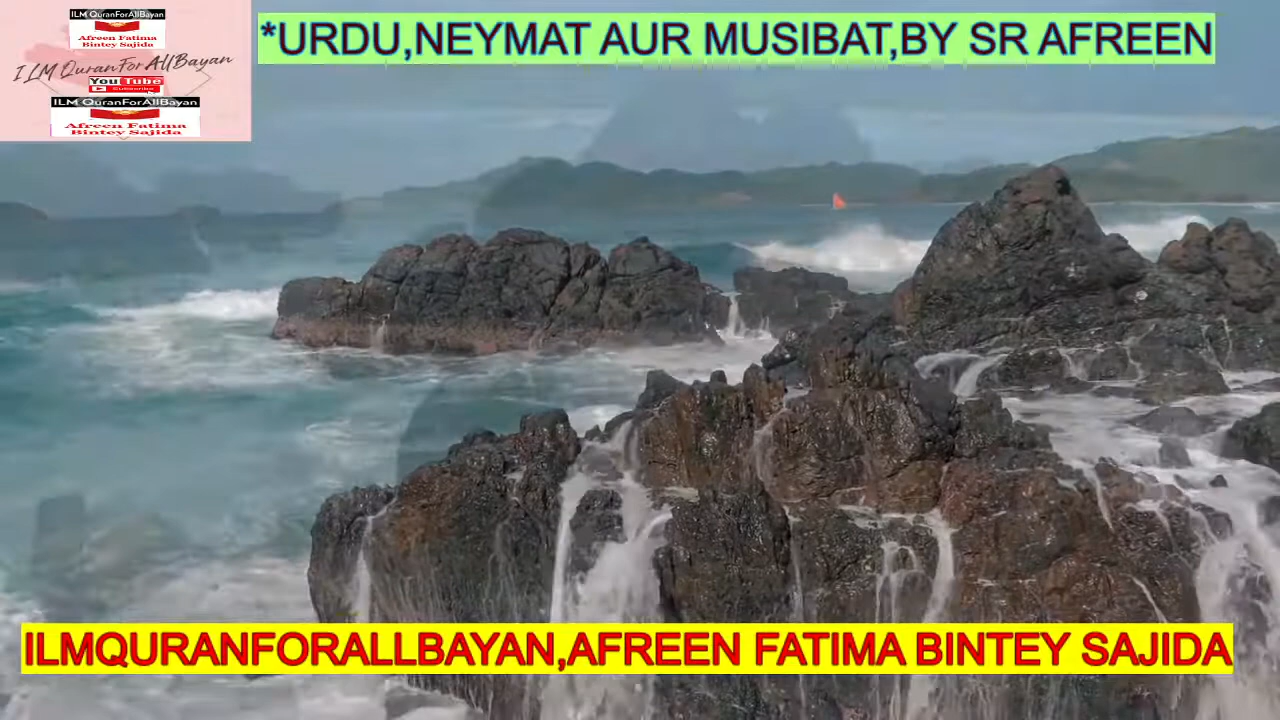 ILM QuranForAllBayan
Afreen Fatima
Bintey Sajida
ILM QuranForAllBayan
YouTube
Subscribe
ILM QuranForAllBayan
Afreen Fatima
Bintey Sajida
*URDU,NEYMAT AUR MUSIBAT,BY SR AFREEN
ILMQURANFORALLBAYAN,AFREEN FATIMA BINTEY SAJIDA